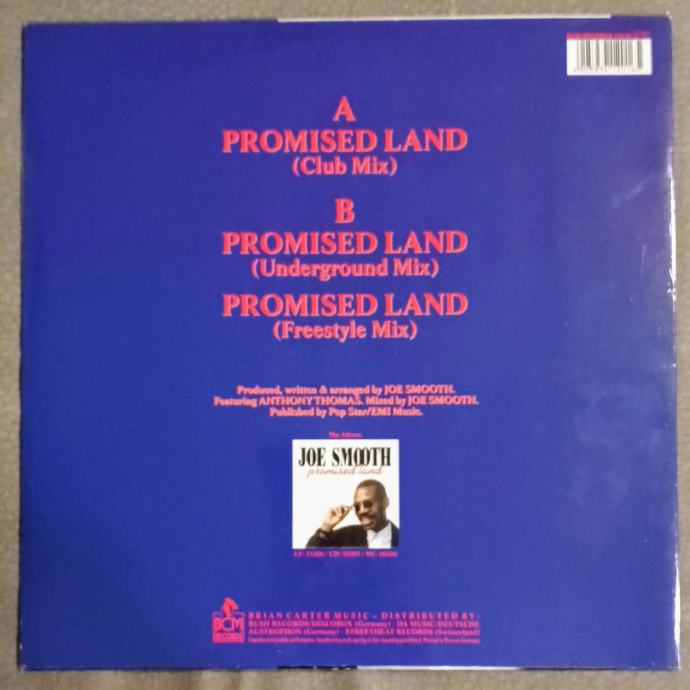 A
PROMISED LAND
(Club Mix)
B
PROMISED LAND
(Underground Mix)
PROMISED LAND
(Freestyle Mix)
Produced, written & arranged by JOE SMOOTH.
Featuring ANTHONY THOMAS. Mixed by JOE SMOOTH.
Published by Pop Star/EMI Music.
The Album:
JOE SMOOTH
promised land
BCM
RECORDS
BRIAN CARTER MUSIC – DISTRIBUTED BY:
RUSH RECORDS/DISCOBOX (Germany) · DA MUSIC/DEUTSCHE
AUSTROPHON (Germany) · STREETHEAT RECORDS (Switzerland)